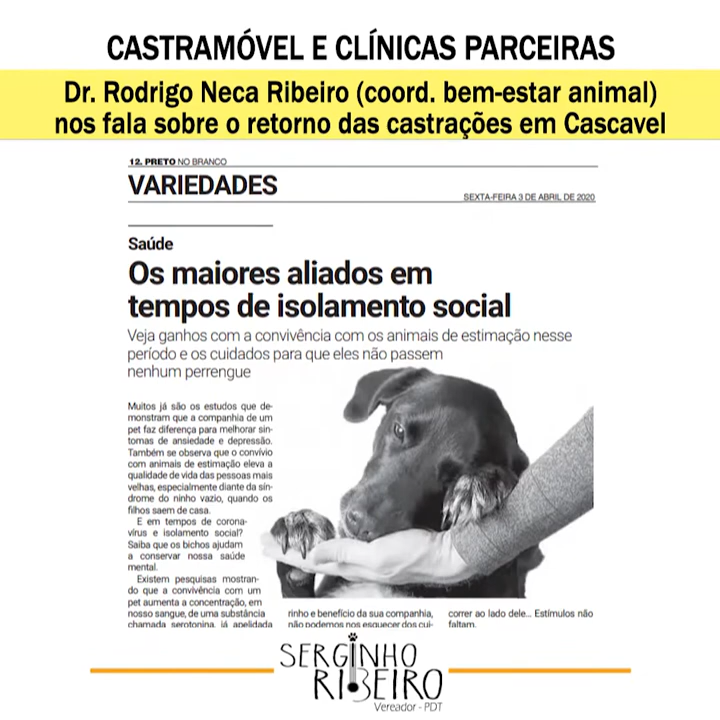 CASTRAMÓVEL E CLÍNICAS PARCEIRAS
Dr. Rodrigo Neca Ribeiro (coord. bem-estar animal)
nos fala sobre o retorno das castrações em Cascavel
12. PRETO NO BRANCO
VARIEDADES
SEXTA-FEIRA 3 DE ABRIL DE 2020
Saúde
Os maiores aliados em
tempos de isolamento social
Veja ganhos com a convivência com os animais de estimação nesse
período e os cuidados para que eles não passem
nenhum perrengue
Muitos já são os estudos que de-
monstram que a companhia de um
pet faz diferença para melhorar sin-
tomas de ansiedade e depressão.
Também se observa que o convívio
com animais de estimação eleva a
qualidade de vida das pessoas mais
velhas, especialmente diante da sín-
drome do ninho vazio, quando os
filhos saem de casa.
E em tempos de corona-
vírus e isolamento social?
Saiba que os bichos ajudam
a conservar nossa saúde
mental.
Existem pesquisas mostran-
do que a convivência com um
pet aumenta a concentração, em
nosso sangue, de uma substância
chamada serotonina, já apelidada
rinho e benefício da sua companhia,
não podemos nos esquecer dos cui-
correr ao lado dele... Estímulos não
faltam.
SERGINHO
RIBEIRO
Vereador - PDT